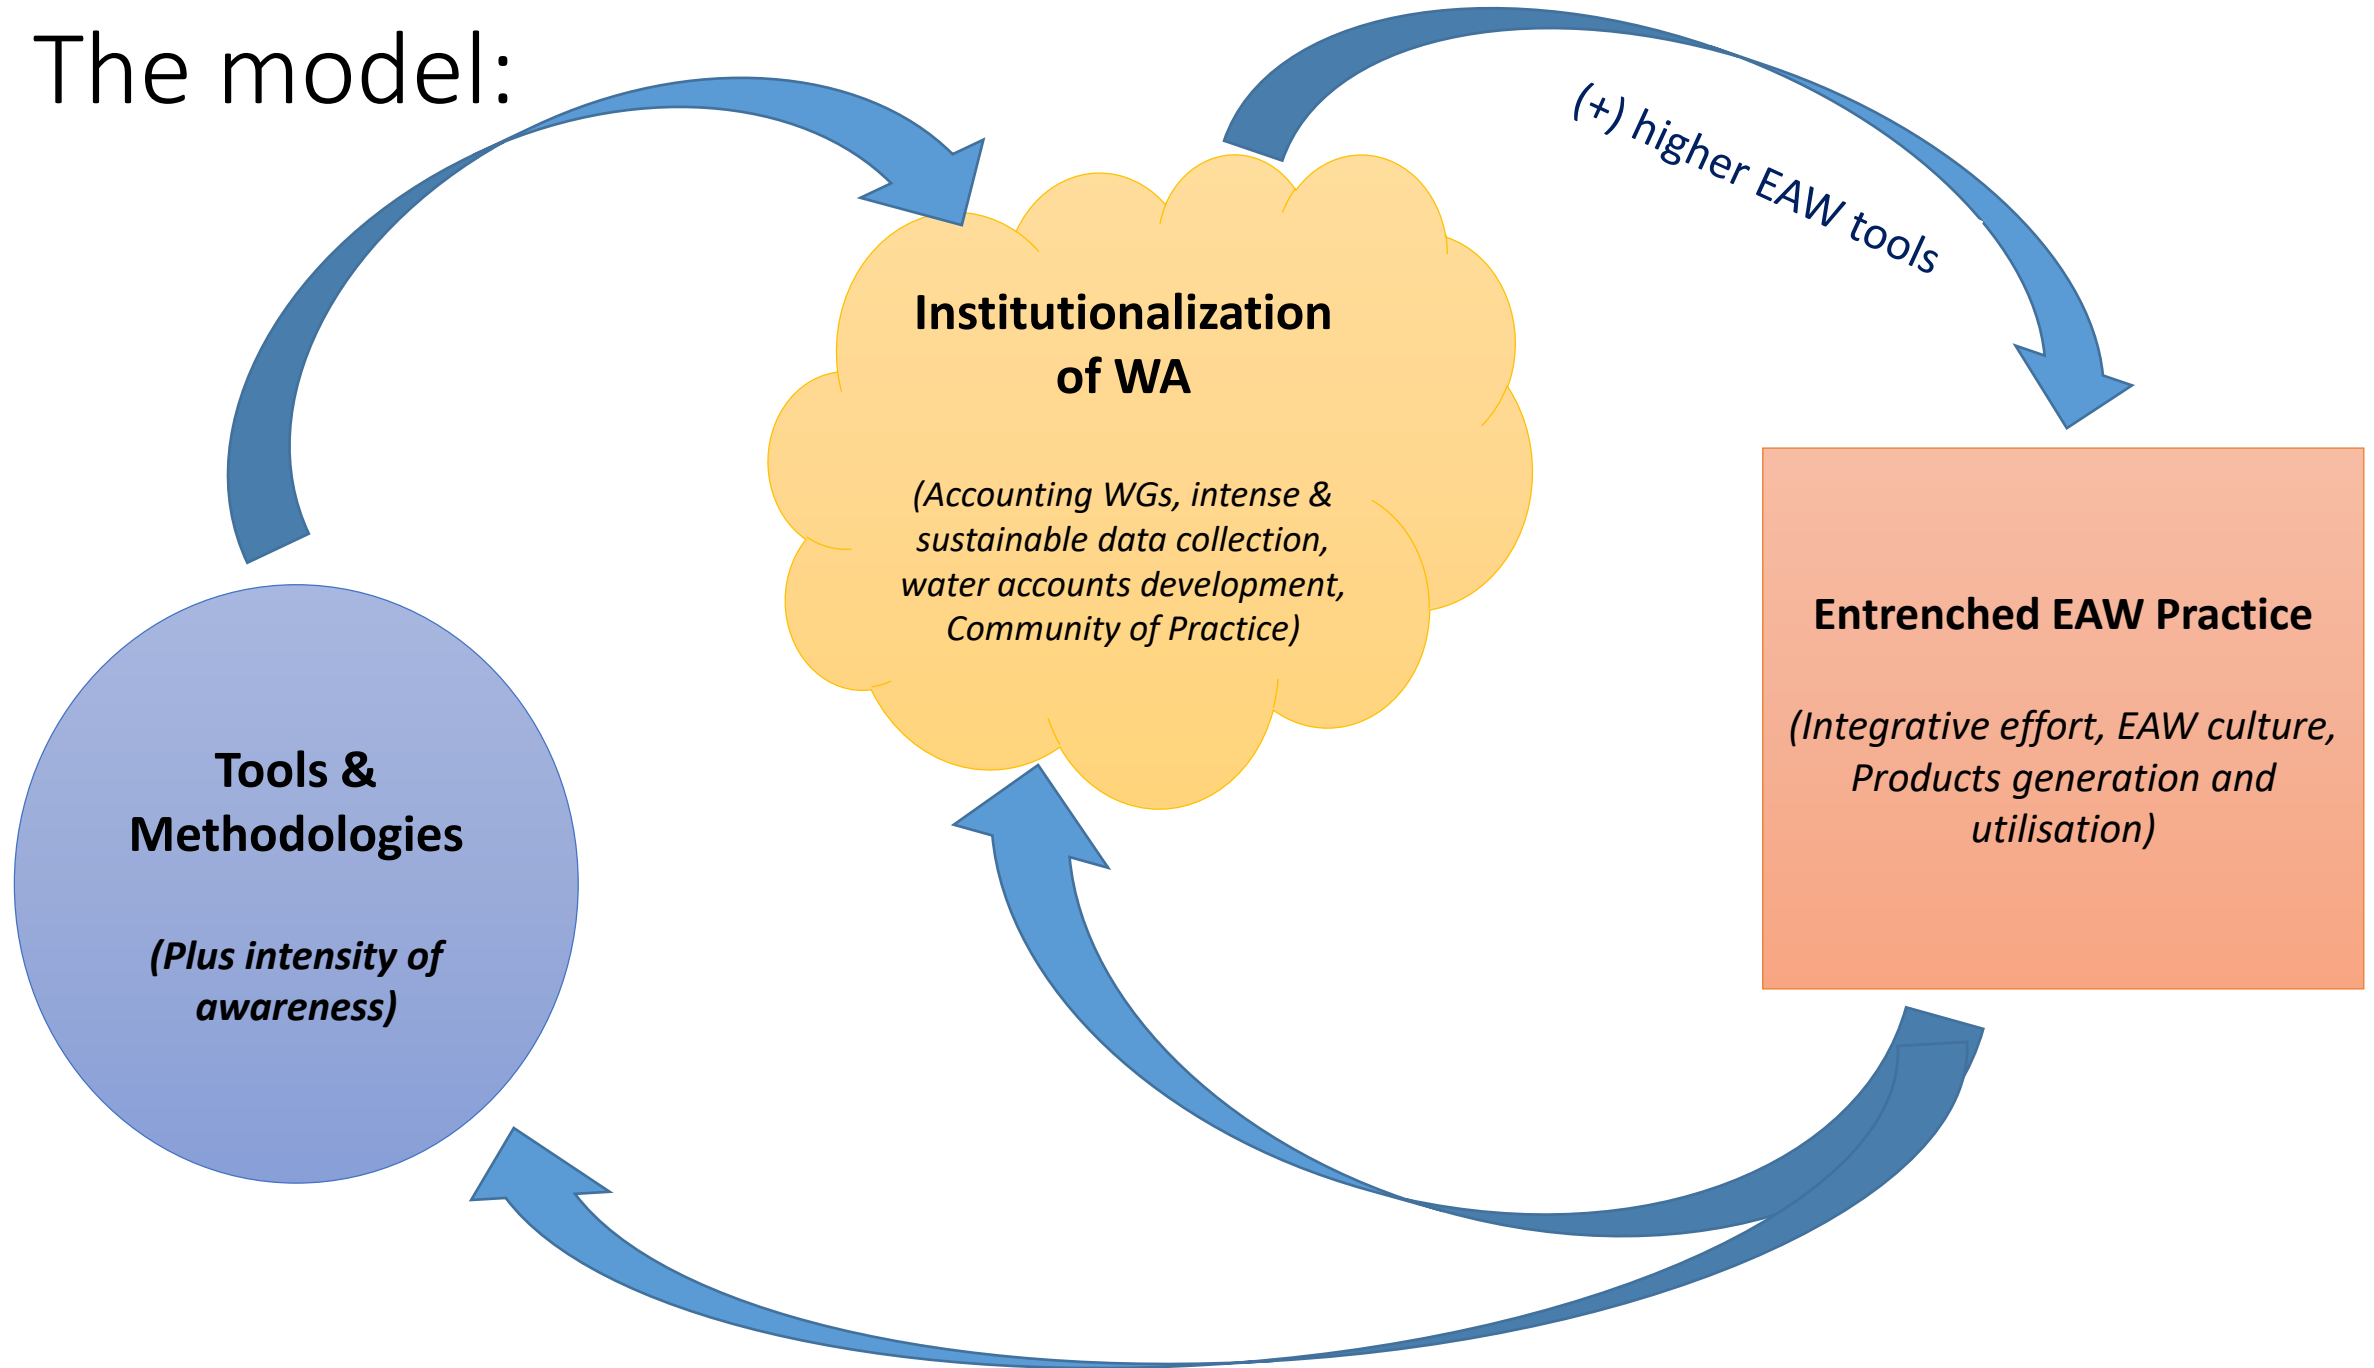 The model:
(+) higher EAW tools
Institutionalization
of WA
(Accounting WGs, intense &
sustainable data collection,
water accounts development,
Community of Practice)
Entrenched EAW Practice
(Integrative effort, EAW culture,
Products generation and
utilisation)
Tools &
Methodologies
(Plus intensity of
awareness)